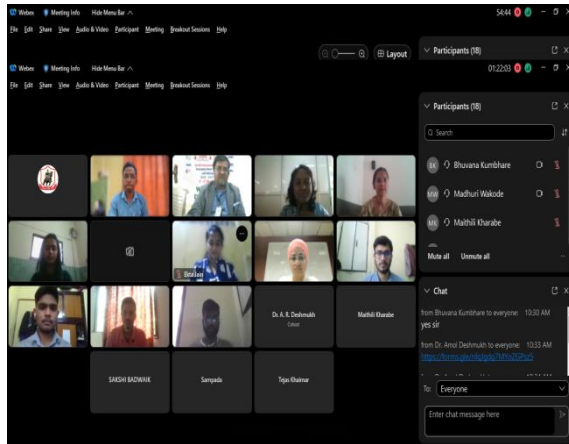 Webex Meeting Info Hide Menu Bar
54:44
File Edit Share View Audio & Video Participant Meeting Breakout Sessions Help
Layout
Participants (18)
Webex Meeting Info Hide Menu Bar
01:22:03
File Edit Share View Audio & Video Participant Meeting Breakout Sessions Help
Participants (18)
Search
BK Bhuvana Kumbhare
MW Madhuri Wakode
MK Maithili Kharabe
Mute all Unmute all
Dr. A. R. Deshmukh
Maithili Kharabe
SAKSHI BADWAIK
Sampada
Tejas Khairnar
Chat
from Bhuvana Kumbhare to everyone: 10:30 AM
yes sir
from Dr. Amol Deshmukh to everyone: 10:33 AM
To: Everyone
Enter chat message here